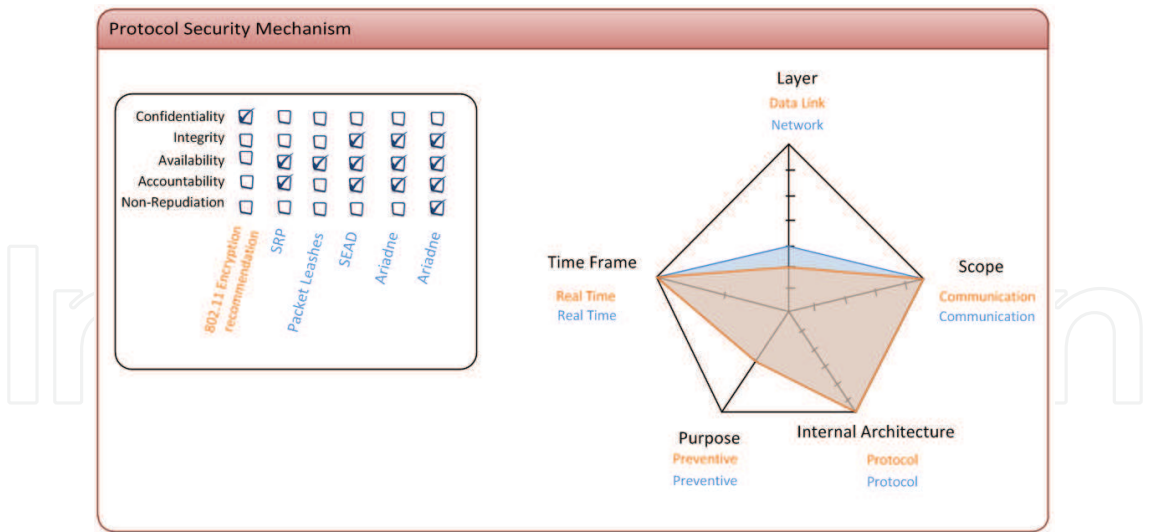 Protocol Security Mechanism
Confidentiality
Integrity
Availability
Accountability
Non-Repudiation
802.11 Encryption
recommendation
SRP
Packet Leashes
SEAD
Ariadne
Ariadne
Layer
Data Link
Network
Time Frame
Real Time
Real Time
Scope
Communication
Communication
Purpose
Preventive
Preventive
Internal Architecture
Protocol
Protocol